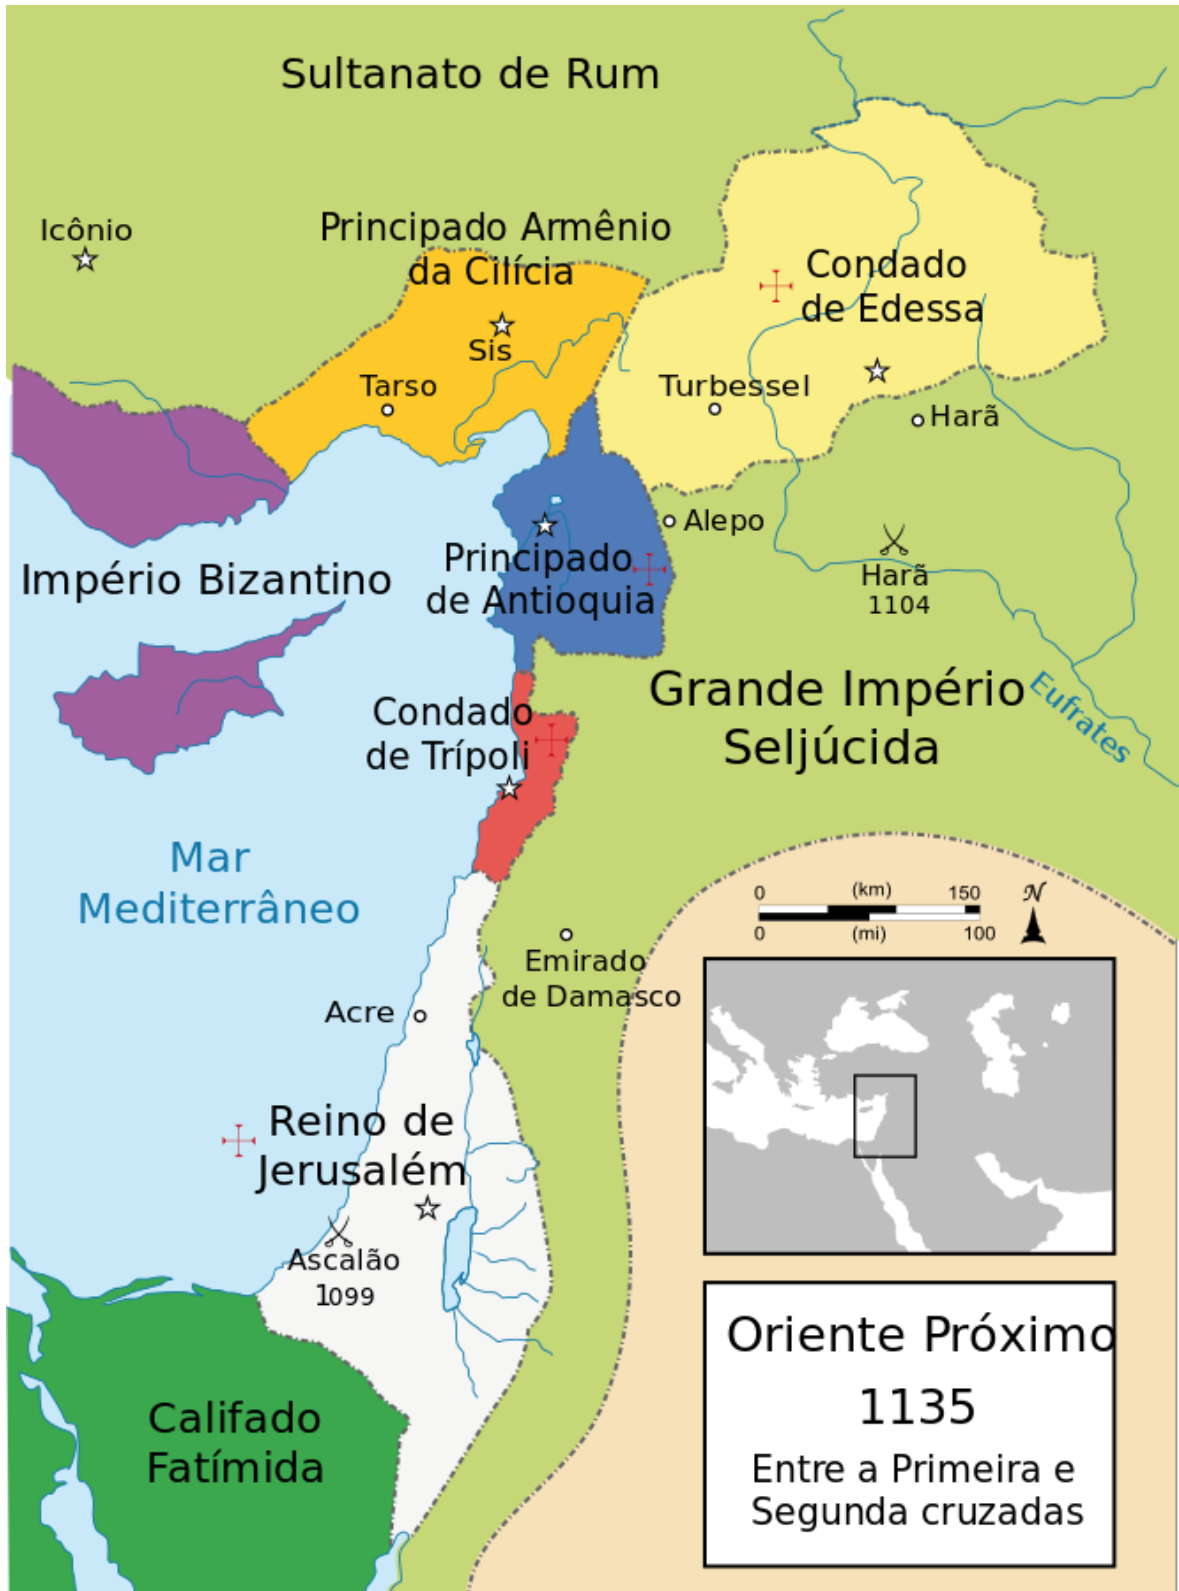 Sultanato de Rum
Icônio
Principado Armênio
da Cilícia
Sis
Tarso
Condado
de Edessa
Turbessel
Harã
Alepo
Harã
1104
Principado
de Antioquia
Império Bizantino
Grande Império
Seljúcida
Eufrates
Condado
de Trípoli
Mar
Mediterrâneo
0 (km) 150
0 (mi) 100
N
Emirado
de Damasco
Acre
Reino de
Jerusalém
Ascalão
1099
Califado
Fatímida
Oriente Próximo
1135
Entre a Primeira e
Segunda cruzadas